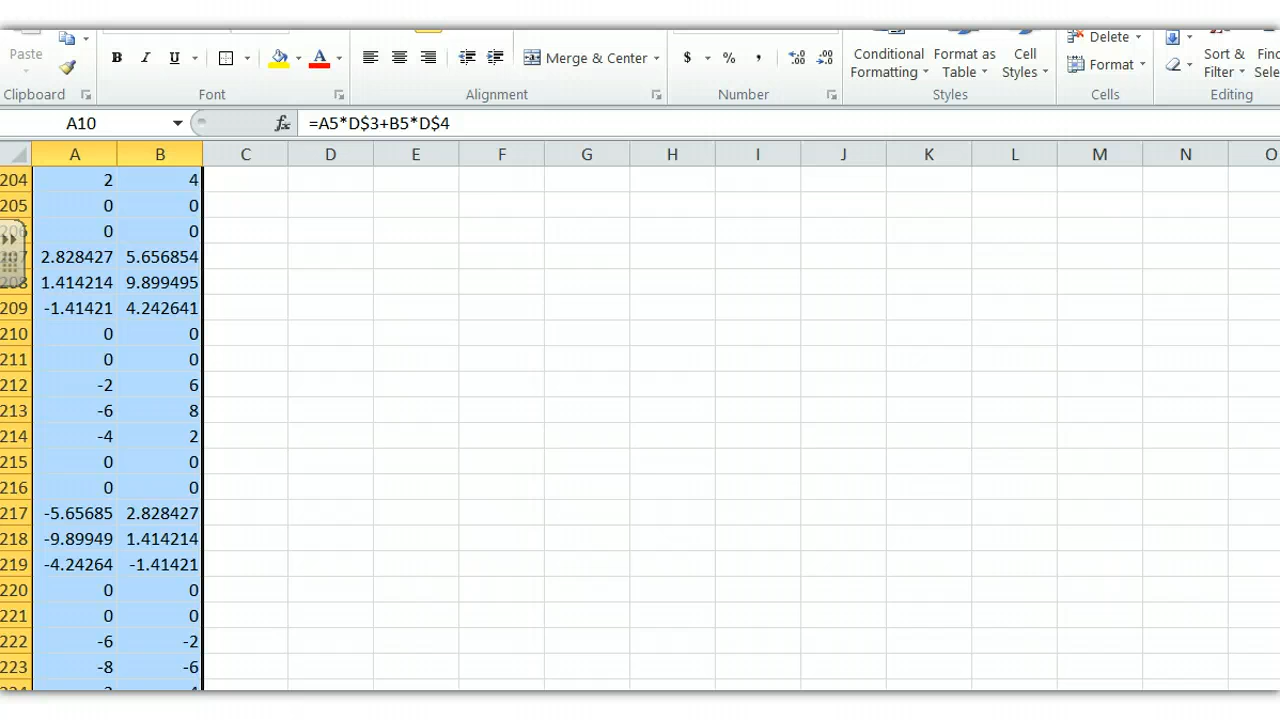 Paste
B I U A
Merge & Center
$ % ,
Delete
Format
Conditional Formatting
Format as Table
Cell Styles
Sort & Filter
Clipboard Font Alignment Number Styles Cells Editing
A10 fx =A5*D$3+B5*D$4
A B C D E F G H I J K L M N O
204 2 4
205 0 0
206 0 0
207 2.828427 5.656854
208 1.414214 9.899495
209 -1.41421 4.242641
210 0 0
211 0 0
212 -2 6
213 -6 8
214 -4 2
215 0 0
216 0 0
217 -5.65685 2.828427
218 -9.89949 1.414214
219 -4.24264 -1.41421
220 0 0
221 0 0
222 -6 -2
223 -8 -6